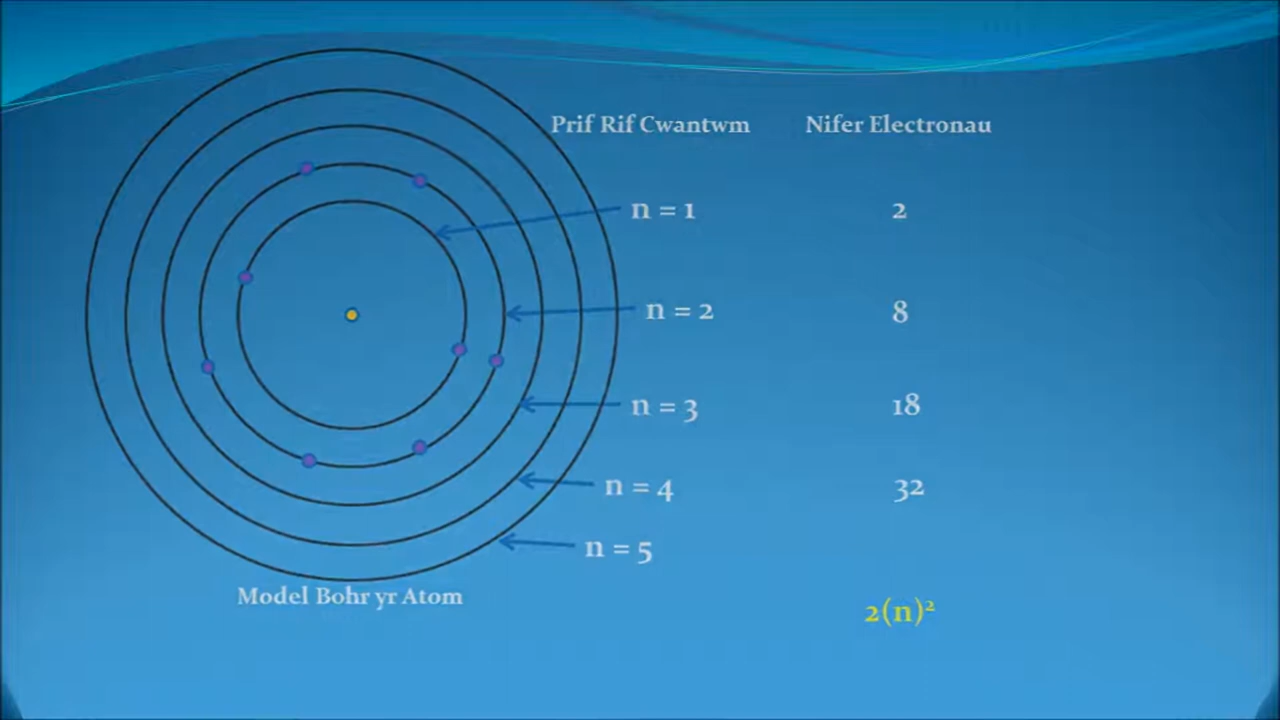 Prif Rif Cwantwm Nifer Electronau
n = 1 2
n = 2 8
n = 3 18
n = 4 32
n = 5
Model Bohr yr Atom
2(n)²